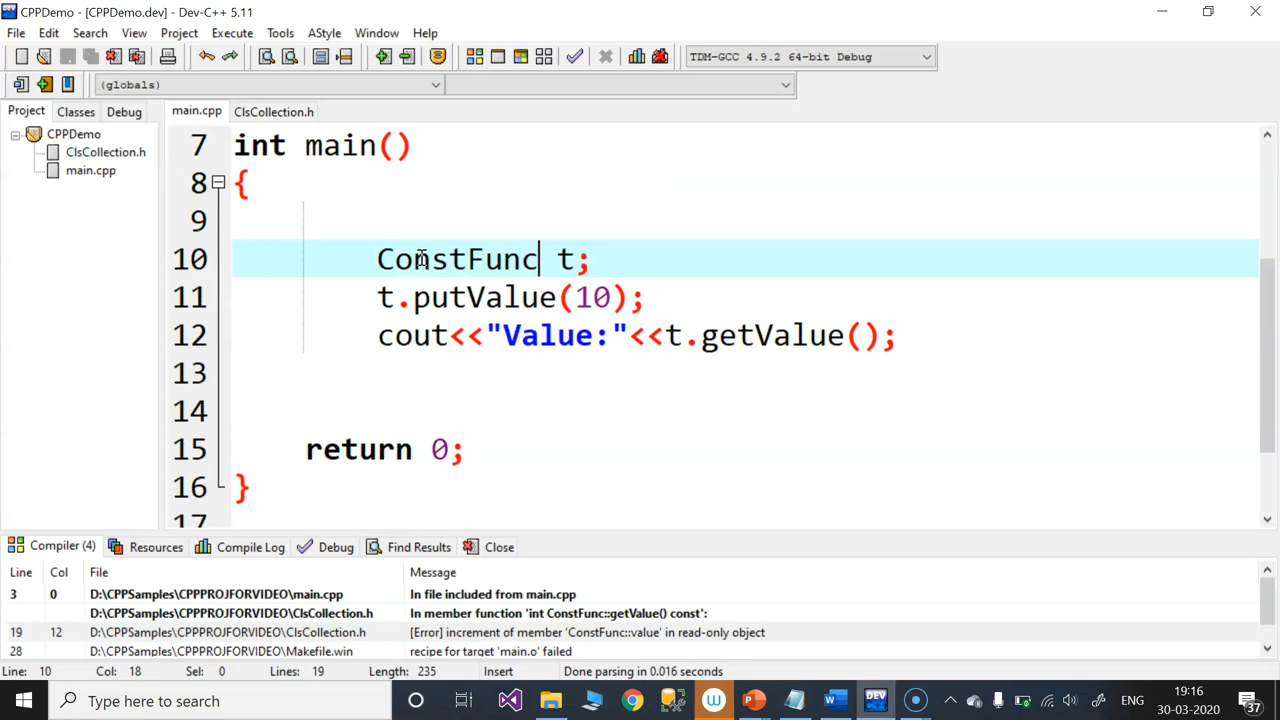 CPPDemo - [CPPDemo.dev] - Dev-C++ 5.11
File Edit Search View Project Execute Tools AStyle Window Help
TDM-GCC 4.9.2 64-bit Debug
(globals)
Project Classes Debug main.cpp ClsCollection.h
CPPDemo
ClsCollection.h
main.cpp
7 int main()
8 {
9
10 ConstFunc t;
11 t.putValue(10);
12 cout<<"Value:"<<t.getValue();
13
14
15 return 0;
16 }
17
Compiler (4) Resources Compile Log Debug Find Results Close
Line Col File Message
3 0 D:\CPPSamples\CPPPROJFORVIDEO\main.cpp In file included from main.cpp
D:\CPPSamples\CPPPROJFORVIDEO\ClsCollection.h In member function 'int ConstFunc::getValue() const':
19 12 D:\CPPSamples\CPPPROJFORVIDEO\ClsCollection.h [Error] increment of member 'ConstFunc::value' in read-only object
28 D:\CPPSamples\CPPPROJFORVIDEO\Makefile.win recipe for target 'main.o' failed
Line: 10 Col: 18 Sel: 0 Lines: 19 Length: 235 Insert Done parsing in 0.016 seconds
Type here to search
W
DEV
ENG
19:16
30-03-2020
37